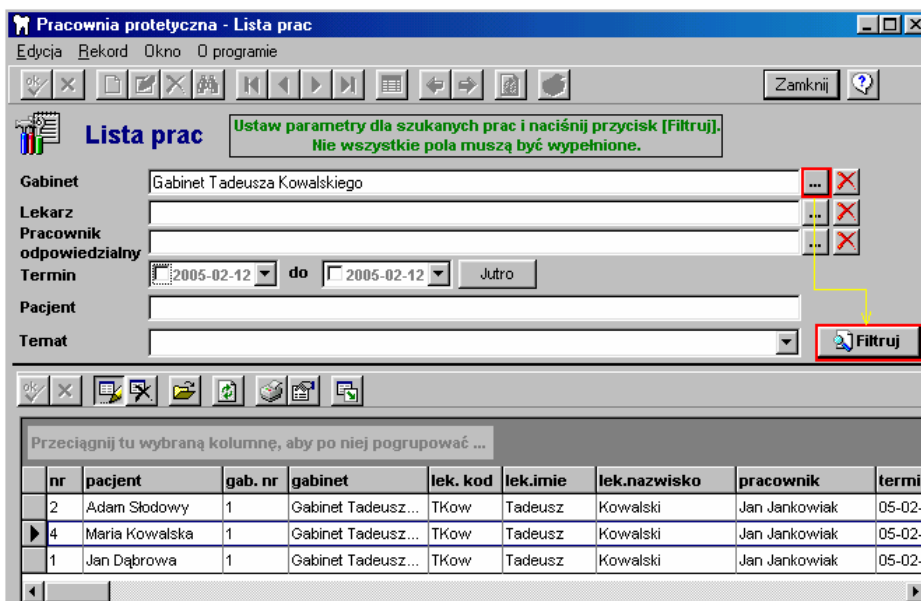 Pracownia protetyczna - Lista prac
Edycja Rekord Okno O programie
ok Zamknij ?
Lista prac
Ustaw parametry dla szukanych prac i naciśnij przycisk [Filtruj].
Nie wszystkie pola muszą być wypełnione.
Gabinet Gabinet Tadeusza Kowalskiego ...
Lekarz ...
Pracownik
odpowiedzialny ...
Termin 2005-02-12 do 2005-02-12 Jutro
Pacjent
Temat Filtruj
ok
Przeciągnij tu wybraną kolumnę, aby po niej pogrupować ...
nr pacjent gab. nr gabinet lek. kod lek.imie lek.nazwisko pracownik termi
2 Adam Słodowy 1 Gabinet Tadeusz... TKow Tadeusz Kowalski Jan Jankowiak 05-02-
4 Maria Kowalska 1 Gabinet Tadeusz... TKow Tadeusz Kowalski Jan Jankowiak 05-02-
1 Jan Dąbrowa 1 Gabinet Tadeusz... TKow Tadeusz Kowalski Jan Jankowiak 05-02-